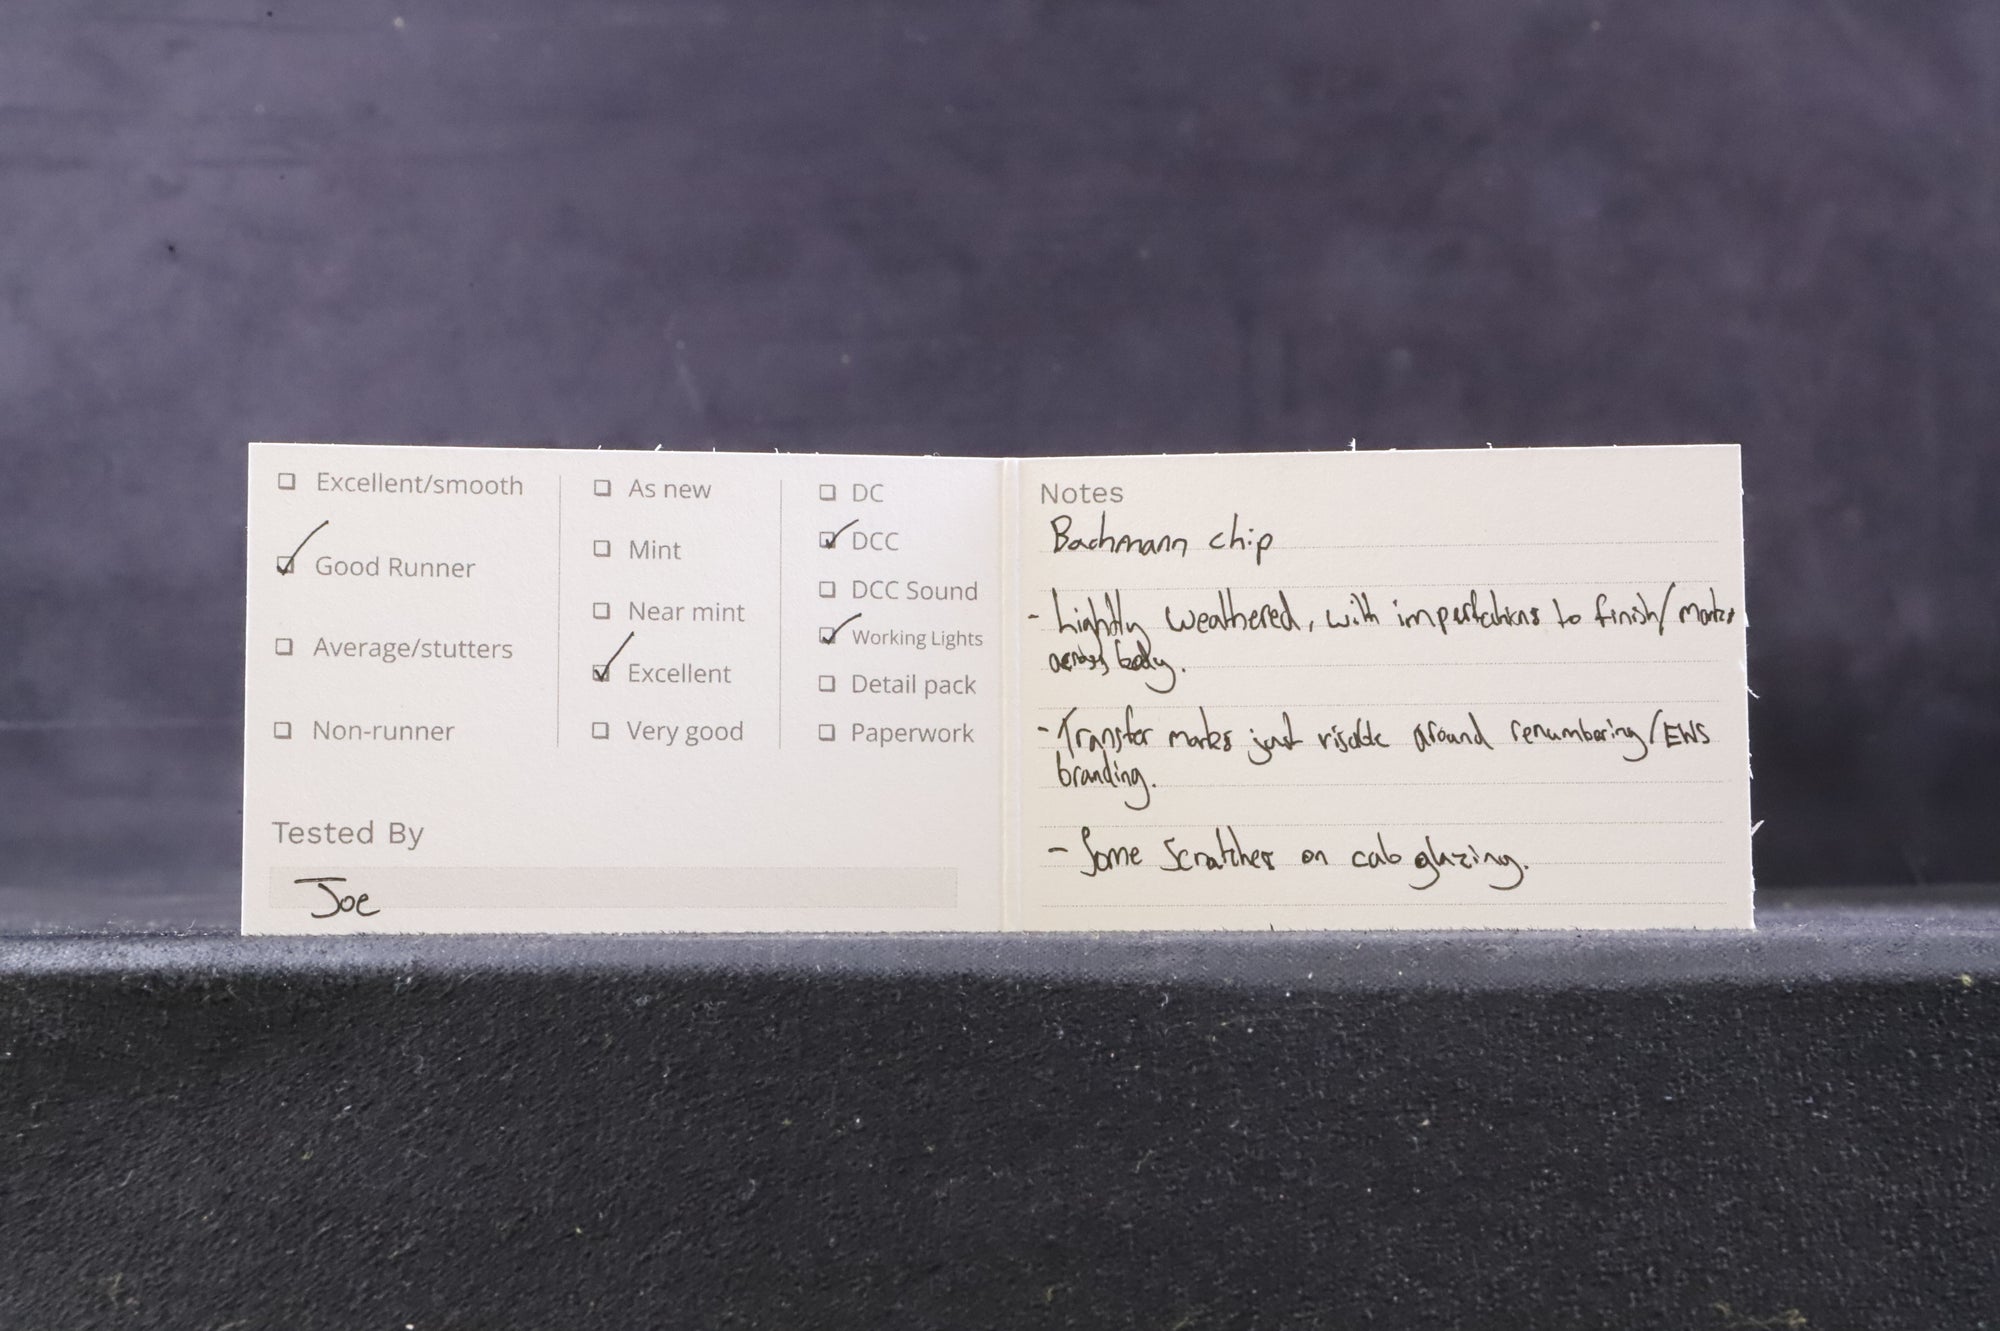 Excellent/smooth
Good Runner
Average/stutters
Non-runner
As new
Mint
Near mint
Excellent
Very good
DC
DCC
DCC Sound
Working Lights
Detail pack
Paperwork
Tested By
Joe
Notes
Bachmann chip
- Lightly weathered, with imperfections to finish/marks
across body.
- Transfer marks just visible around renumbering/EWS
branding.
- Some scratches on cab glazing.